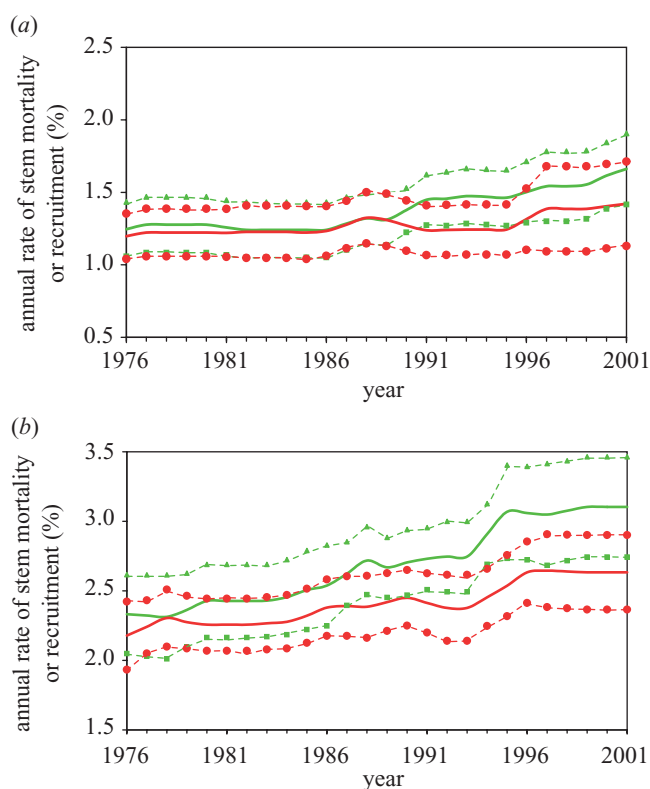 (a)
annual rate of stem mortality
or recruitment (%)
2.5
2.0
1.5
1.0
0.5
1976 1981 1986 1991 1996 2001
year
(b)
annual rate of stem mortality
or recruitment (%)
3.5
3.0
2.5
2.0
1.5
1976 1981 1986 1991 1996 2001
year